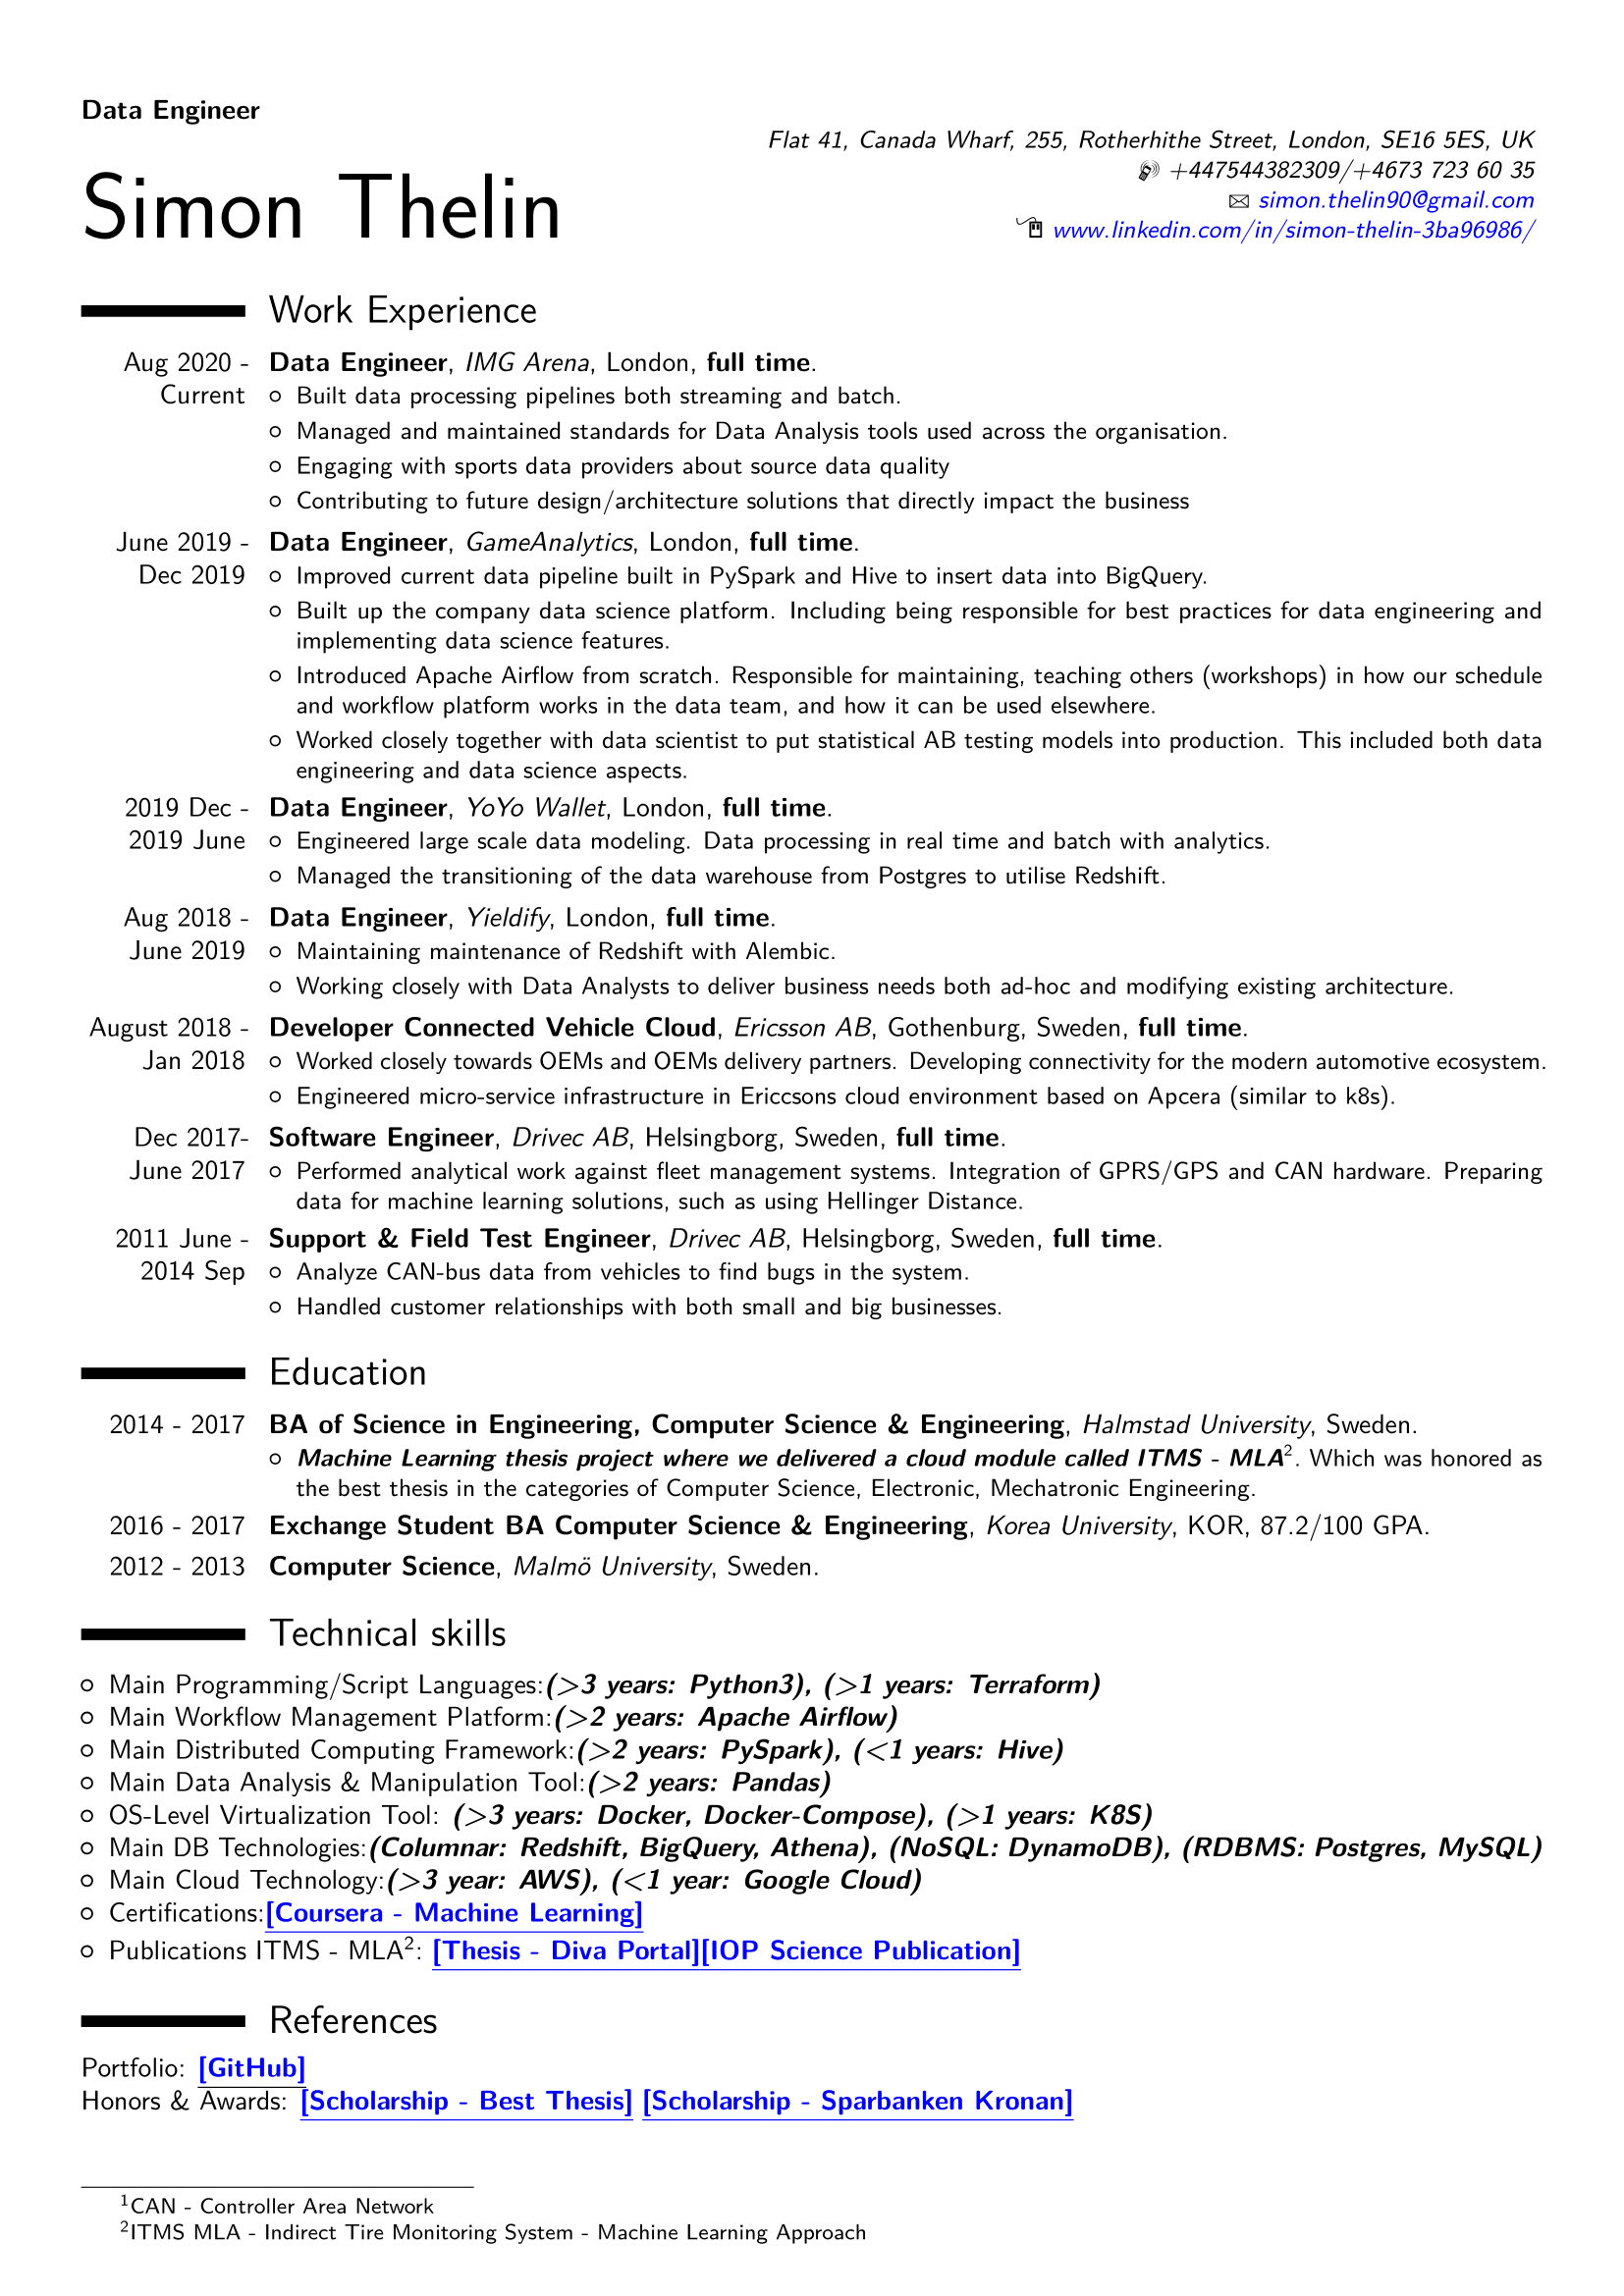 Data Engineer
Simon Thelin
Flat 41, Canada Wharf, 255, Rotherhithe Street, London, SE16 5ES, UK
+447544382309/+4673 723 60 35
simon.thelin90@gmail.com
www.linkedin.com/in/simon-thelin-3ba96986/
Work Experience
Aug 2020 - Data Engineer, IMG Arena, London, full time.
Current ○ Built data processing pipelines both streaming and batch.
○ Managed and maintained standards for Data Analysis tools used across the organisation.
○ Engaging with sports data providers about source data quality
○ Contributing to future design/architecture solutions that directly impact the business
June 2019 - Data Engineer, GameAnalytics, London, full time.
Dec 2019 ○ Improved current data pipeline built in PySpark and Hive to insert data into BigQuery.
○ Built up the company data science platform. Including being responsible for best practices for data engineering and
implementing data science features.
○ Introduced Apache Airflow from scratch. Responsible for maintaining, teaching others (workshops) in how our schedule
and workflow platform works in the data team, and how it can be used elsewhere.
○ Worked closely together with data scientist to put statistical AB testing models into production. This included both data
engineering and data science aspects.
2019 Dec - Data Engineer, YoYo Wallet, London, full time.
2019 June ○ Engineered large scale data modeling. Data processing in real time and batch with analytics.
○ Managed the transitioning of the data warehouse from Postgres to utilise Redshift.
Aug 2018 - Data Engineer, Yieldify, London, full time.
June 2019 ○ Maintaining maintenance of Redshift with Alembic.
○ Working closely with Data Analysts to deliver business needs both ad-hoc and modifying existing architecture.
August 2018 - Developer Connected Vehicle Cloud, Ericsson AB, Gothenburg, Sweden, full time.
Jan 2018 ○ Worked closely towards OEMs and OEMs delivery partners. Developing connectivity for the modern automotive ecosystem.
○ Engineered micro-service infrastructure in Ericcsons cloud environment based on Apcera (similar to k8s).
Dec 2017- Software Engineer, Drivec AB, Helsingborg, Sweden, full time.
June 2017 ○ Performed analytical work against fleet management systems. Integration of GPRS/GPS and CAN hardware. Preparing
data for machine learning solutions, such as using Hellinger Distance.
2011 June - Support & Field Test Engineer, Drivec AB, Helsingborg, Sweden, full time.
2014 Sep ○ Analyze CAN-bus data from vehicles to find bugs in the system.
○ Handled customer relationships with both small and big businesses.
Education
2014 - 2017 BA of Science in Engineering, Computer Science & Engineering, Halmstad University, Sweden.
○ Machine Learning thesis project where we delivered a cloud module called ITMS - MLA². Which was honored as
the best thesis in the categories of Computer Science, Electronic, Mechatronic Engineering.
2016 - 2017 Exchange Student BA Computer Science & Engineering, Korea University, KOR, 87.2/100 GPA.
2012 - 2013 Computer Science, Malmö University, Sweden.
Technical skills
○ Main Programming/Script Languages:(>3 years: Python3), (>1 years: Terraform)
○ Main Workflow Management Platform:(>2 years: Apache Airflow)
○ Main Distributed Computing Framework:(>2 years: PySpark), (<1 years: Hive)
○ Main Data Analysis & Manipulation Tool:(>2 years: Pandas)
○ OS-Level Virtualization Tool: (>3 years: Docker, Docker-Compose), (>1 years: K8S)
○ Main DB Technologies:(Columnar: Redshift, BigQuery, Athena), (NoSQL: DynamoDB), (RDBMS: Postgres, MySQL)
○ Main Cloud Technology:(>3 year: AWS), (<1 year: Google Cloud)
○ Certifications:[Coursera - Machine Learning]
○ Publications ITMS - MLA²: [Thesis - Diva Portal][IOP Science Publication]
References
Portfolio: [GitHub]
Honors & Awards: [Scholarship - Best Thesis] [Scholarship - Sparbanken Kronan]
¹CAN - Controller Area Network
²ITMS MLA - Indirect Tire Monitoring System - Machine Learning Approach